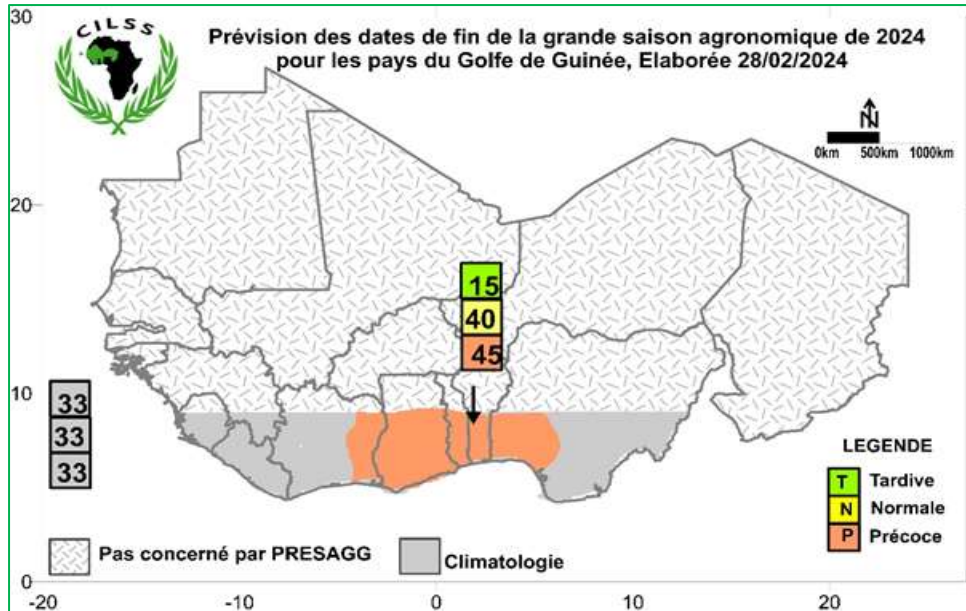 30
CILSS
Prévision des dates de fin de la grande saison agronomique de 2024
pour les pays du Golfe de Guinée, Elaborée 28/02/2024
N
0km 500km 1000km
20
15
40
45
10
33
33
33
LEGENDE
T Tardive
N Normale
P Précoce
Pas concerné par PRESAGG
Climatologie
0
-20 -10 0 10 20